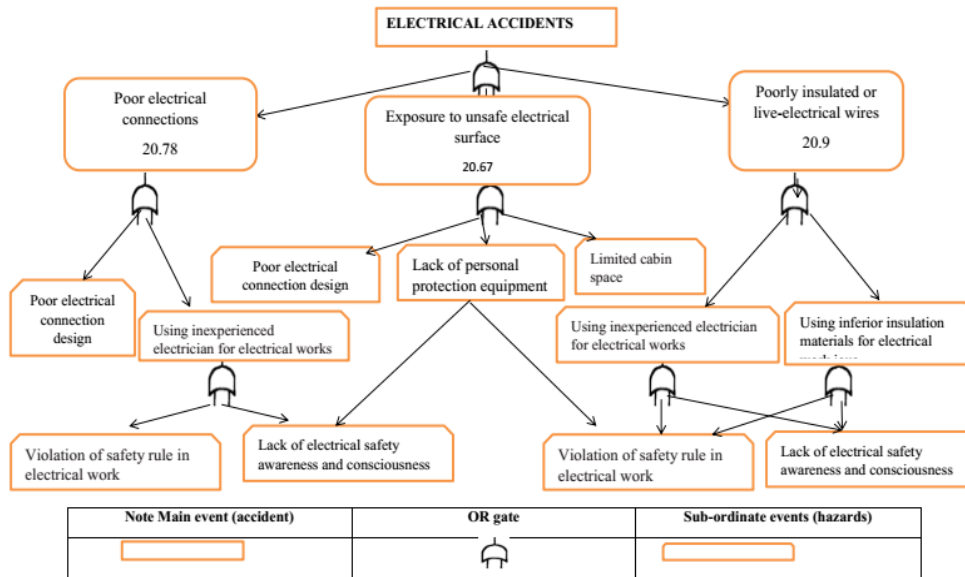 ELECTRICAL ACCIDENTS
Poor electrical
connections
20.78
Exposure to unsafe electrical
surface
20.67
Poorly insulated or
live-electrical wires
20.9
Poor electrical
connection
design
Using inexperienced
electrician for electrical works
Poor electrical
connection design
Lack of personal
protection equipment
Limited cabin
space
Using inexperienced electrician
for electrical works
Using inferior insulation
materials for electrical
Violation of safety rule in
electrical work
Lack of electrical safety
awareness and consciousness
Violation of safety rule in
electrical work
Lack of electrical safety
awareness and consciousness
Note Main event (accident)
OR gate
Sub-ordinate events (hazards)